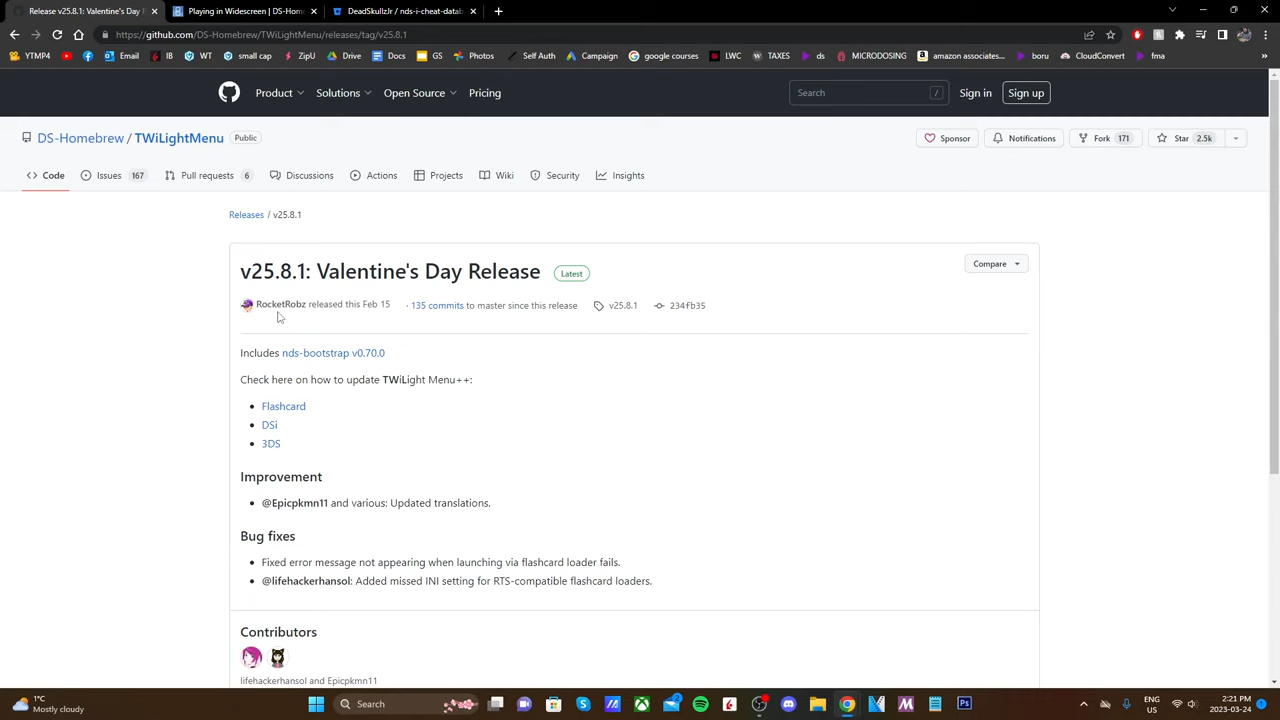 Release v25.8.1: Valentine's Day R
Playing in Widescreen | DS-Hom
DeadSkullzJr / nds-i-cheat-datab
https://github.com/DS-Homebrew/TWiLightMenu/releases/tag/v25.8.1
YTMP4
Email
IB
WT
small cap
ZipU
Drive
Docs
GS
Photos
Self Auth
Campaign
google courses
LWC
TAXES
ds
MICRODOSING
amazon associates...
boru
CloudConvert
fma
Product
Solutions
Open Source
Pricing
Search
/
Sign in
Sign up
DS-Homebrew / TWiLightMenu
Public
Sponsor
Notifications
Fork 171
Star 2.5k
Code
Issues 167
Pull requests 6
Discussions
Actions
Projects
Wiki
Security
Insights
Releases / v25.8.1
v25.8.1: Valentine's Day Release
Latest
Compare
RocketRobz released this Feb 15 · 135 commits to master since this release v25.8.1 234fb35
Includes nds-bootstrap v0.70.0
Check here on how to update TWiLight Menu++:
• Flashcard
• DSi
• 3DS
Improvement
• @Epicpkmn11 and various: Updated translations.
Bug fixes
• Fixed error message not appearing when launching via flashcard loader fails.
• @lifehackerhansol: Added missed INI setting for RTS-compatible flashcard loaders.
Contributors
lifehackerhansol and Epicpkmn11
1°C
Mostly cloudy
Search
ENG
US
2:21 PM
2023-03-24